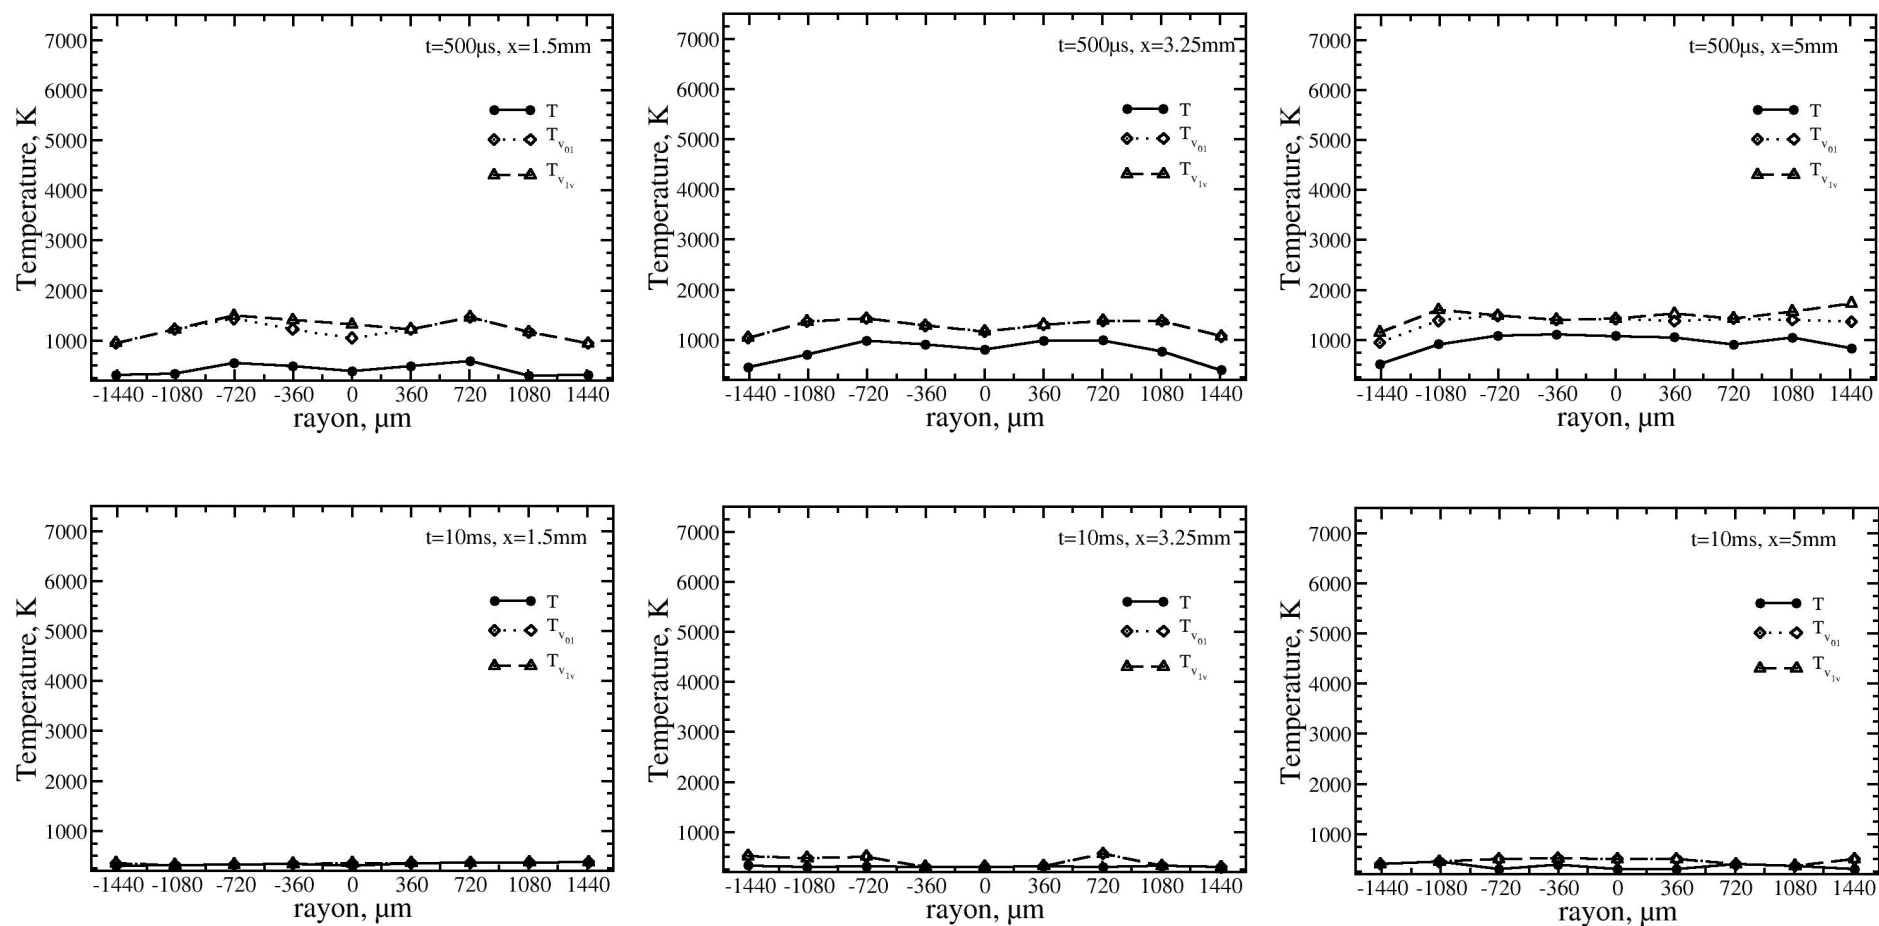 t=500µs, x=1.5mm
7000
6000
5000
4000
3000
2000
1000
Temperature, K
T
Tv01
Tv1v
-1440 -1080 -720 -360 0 360 720 1080 1440
rayon, µm
t=500µs, x=3.25mm
7000
6000
5000
4000
3000
2000
1000
Temperature, K
T
Tv01
Tv1v
-1440 -1080 -720 -360 0 360 720 1080 1440
rayon, µm
t=500µs, x=5mm
7000
6000
5000
4000
3000
2000
1000
Temperature, K
T
Tv01
Tv1v
-1440 -1080 -720 -360 0 360 720 1080 1440
rayon, µm
t=10ms, x=1.5mm
7000
6000
5000
4000
3000
2000
1000
Temperature, K
T
Tv01
Tv1v
-1440 -1080 -720 -360 0 360 720 1080 1440
rayon, µm
t=10ms, x=3.25mm
7000
6000
5000
4000
3000
2000
1000
Temperature, K
T
Tv01
Tv1v
-1440 -1080 -720 -360 0 360 720 1080 1440
rayon, µm
t=10ms, x=5mm
7000
6000
5000
4000
3000
2000
1000
Temperature, K
T
Tv01
Tv1v
-1440 -1080 -720 -360 0 360 720 1080 1440
rayon, µm